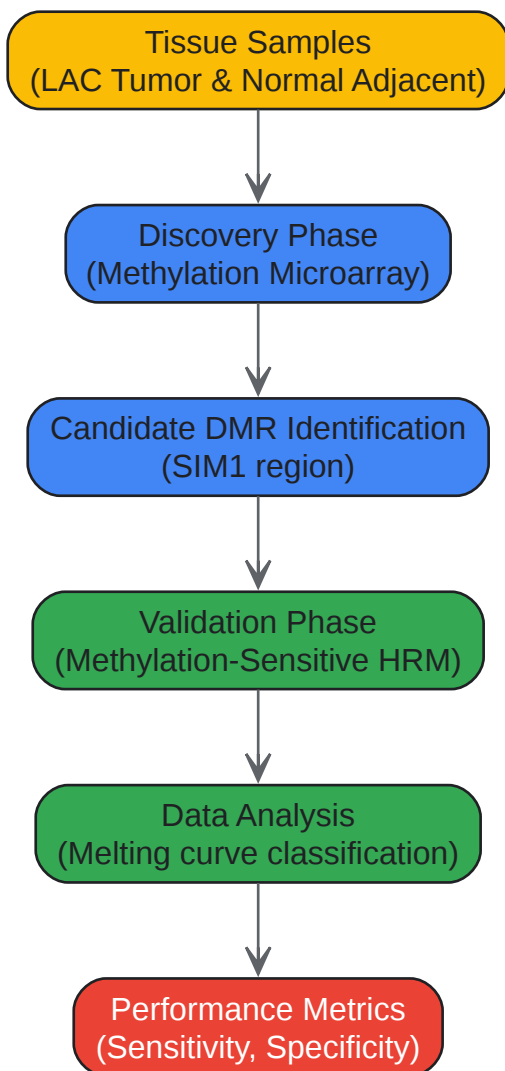 Tissue Samples
(LAC Tumor & Normal Adjacent)
Discovery Phase
(Methylation Microarray)
Candidate DMR Identification
(SIM1 region)
Validation Phase
(Methylation-Sensitive HRM)
Data Analysis
(Melting curve classification)
Performance Metrics
(Sensitivity, Specificity)